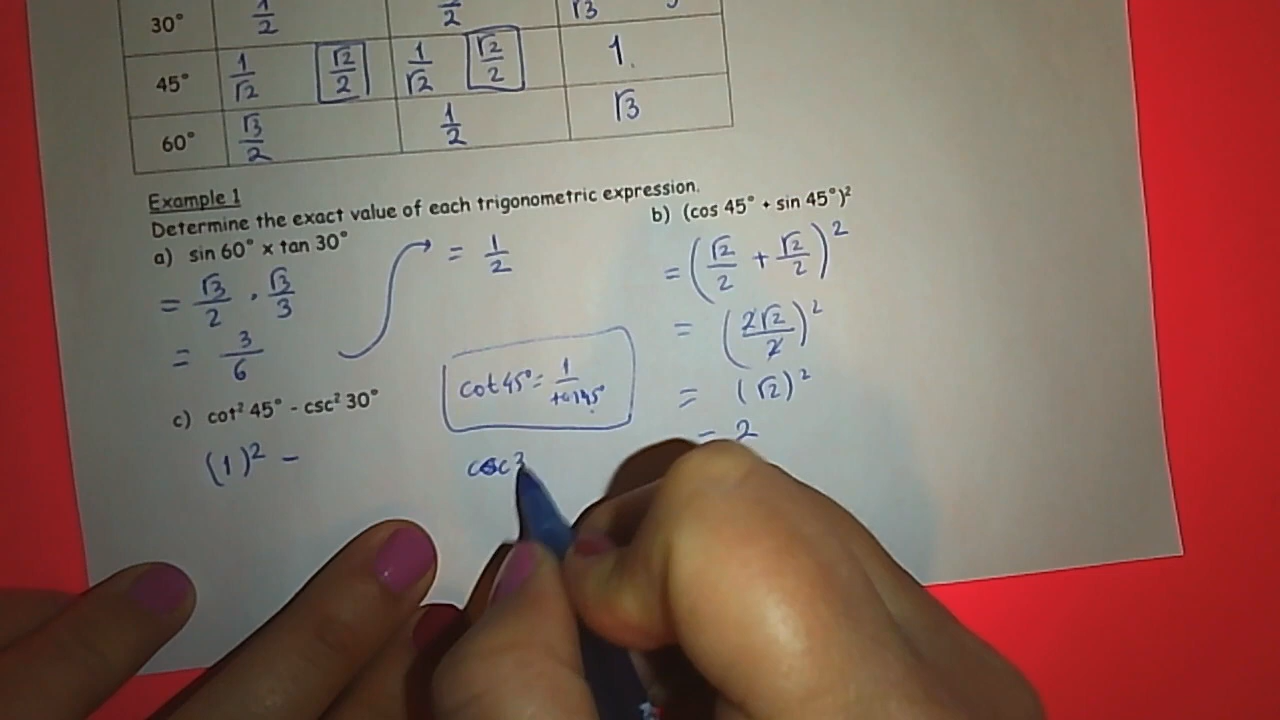 30° 1/2 /2 √3
45° 1/√2 √2/2 1/√2 √2/2 1
60° √3/2 1/2 √3
Example 1
Determine the exact value of each trigonometric expression.
a) sin 60° x tan 30°
= √3/2 · √3/3
= 3/6
= 1/2
b) (cos 45° + sin 45°)²
= (√2/2 + √2/2)²
= (2√2/2)²
= (√2)²
= 2
c) cot² 45° - csc² 30°
(1)² -
cot 45° = 1/tan 45°
csc 3